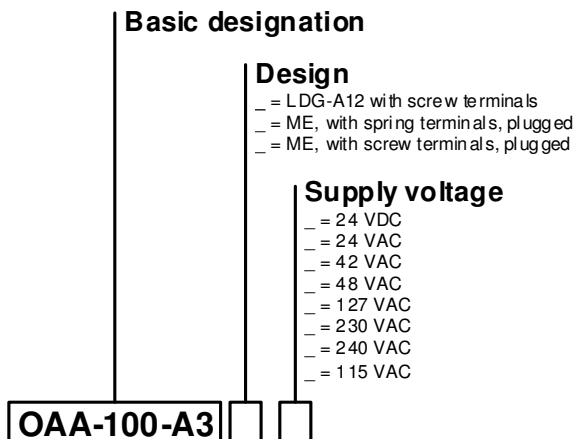 Basic designation
Design
_ = LDG-A12 with screw terminals
_ = ME, with spring terminals, plugged
_ = ME, with screw terminals, plugged
Supply voltage
_ = 24 VDC
_ = 24 VAC
_ = 42 VAC
_ = 48 VAC
_ = 127 VAC
_ = 230 VAC
_ = 240 VAC
_ = 115 VAC
OAA-100-A3